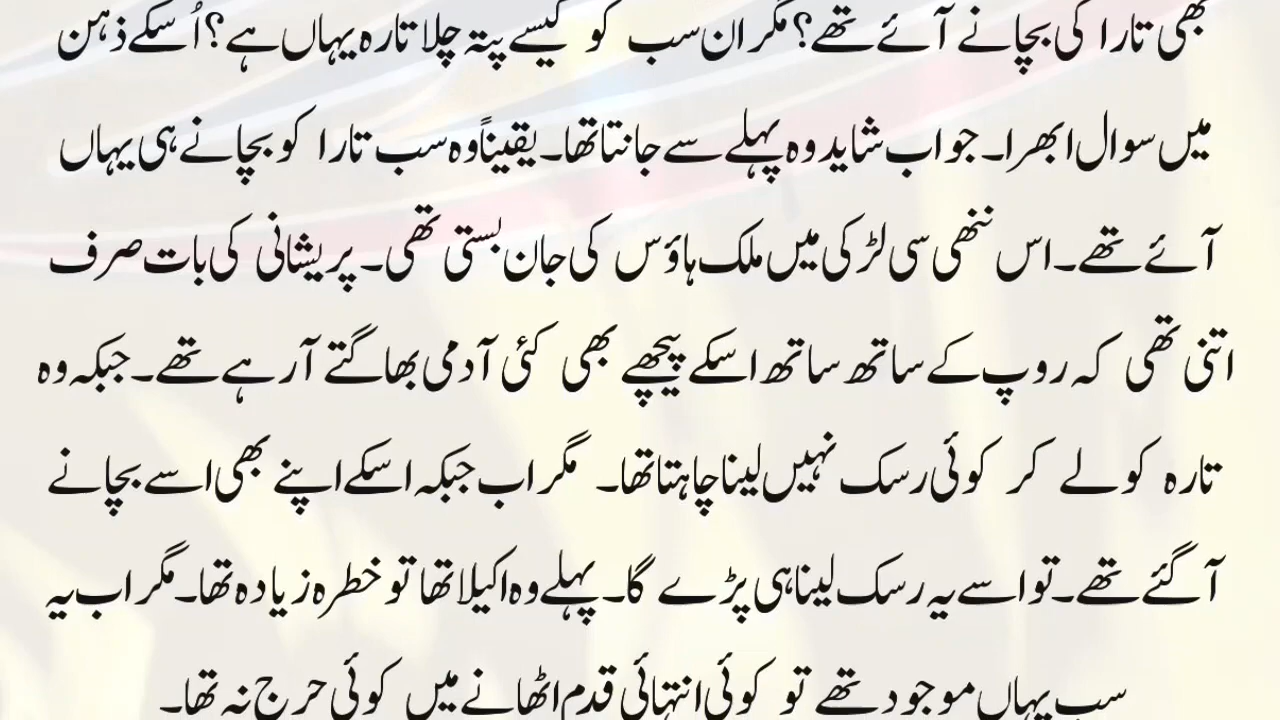 بھی تارا کی بچانے آئے تھے؟ مگر ان سب کو کیسے پتہ چلا تارہ یہاں ہے؟ اُسکے ذہن
میں سوال ابھرا۔ جواب شاید وہ پہلے سے جانتا تھا۔ یقیناً وہ سب تارا کو بچانے ہی یہاں
آئے تھے۔ اس ننھی سی لڑکی میں ملک ہاؤس کی جان بستی تھی۔ پریشانی کی بات صرف
اتنی تھی کہ روپ کے ساتھ ساتھ اسکے پیچھے بھی کئی آدمی بھاگتے آ رہے تھے۔ جبکہ وہ
تارہ کو لے کر کوئی رسک نہیں لینا چاہتا تھا۔ مگر اب جبکہ اسکے اپنے بھی اسے بچانے
آ گئے تھے۔ تو اسے یہ رسک لینا ہی پڑے گا۔ پہلے وہ اکیلا تھا تو خطرہ زیادہ تھا۔ مگر اب یہ
سب یہاں موجود تھے تو کوئی انتہائی قدم اٹھانے میں کوئی حرج نہ تھا۔